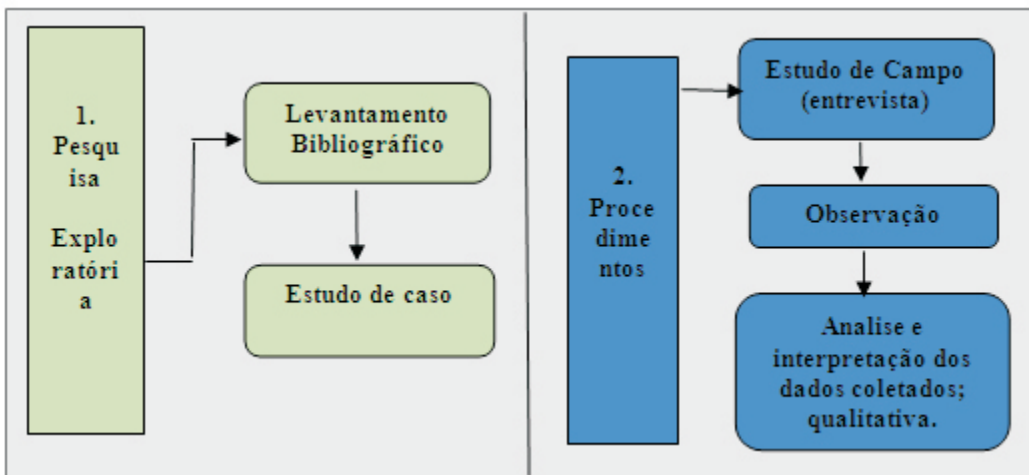 1.
Pesqu
isa
Explo
ratóri
a
Levantamento
Bibliográfico
Estudo de caso
2.
Proce
dime
ntos
Estudo de Campo
(entrevista)
Observação
Analise e
interpretação dos
dados coletados;
qualitativa.